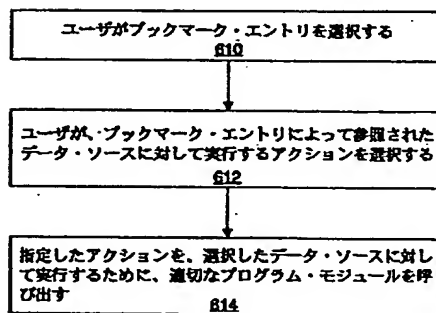 ユーザがブックマーク・エントリを選択する
610
ユーザが、ブックマーク・エントリによって参照された
データ・ソースに対して実行するアクションを選択する
612
指定したアクションを、選択したデータ・ソースに対し
て実行するために、適切なプログラム・モジュールを呼
び出す
614